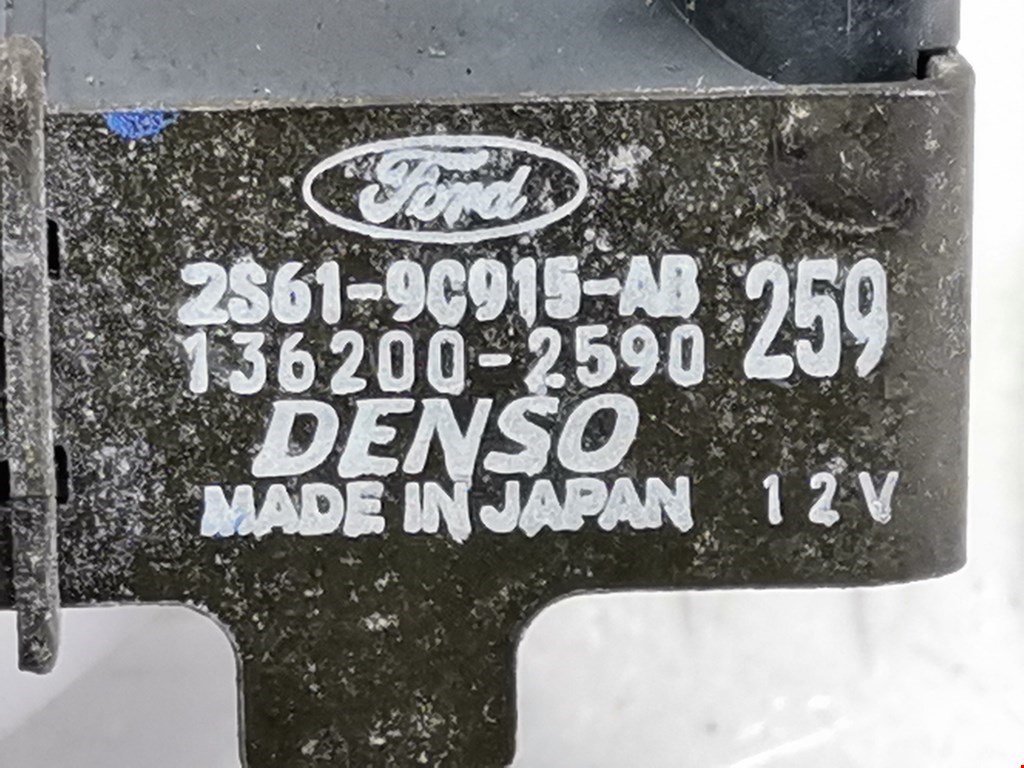 Ford
2S61-9C915-AB
136200-2590
259
DENSO
MADE IN JAPAN
12V